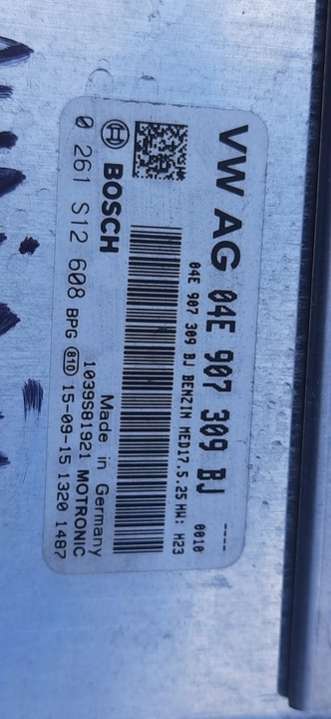 VW AG 04E 907 309 BJ
04E 907 309 BJ BENZIN MED17.5.25 HW: H23
---- 0010
BOSCH
0 261 S12 608 BPG 810 15-09-15 1320 1487
1039S81921 MOTRONIC
Made in Germany